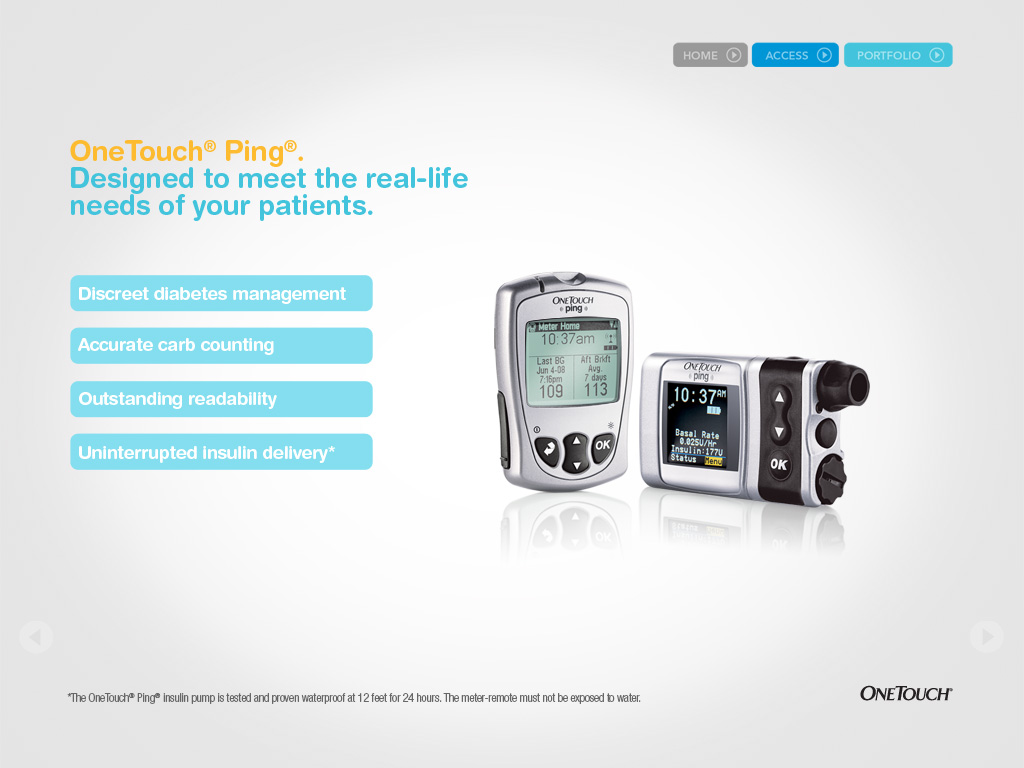 HOME
ACCESS
PORTFOLIO
OneTouch® Ping®.
Designed to meet the real-life
needs of your patients.
Discreet diabetes management
Accurate carb counting
Outstanding readability
Uninterrupted insulin delivery*
ONETOUCH
ping
Meter Home
10:37am
Last BG
Jun 4-08
7:15pm
109
Aft Brkft
Avg.
7 days
113
OK
ONETOUCH
ping
10:37AM
Basal Rate
0.025U/Hr
Insulin:177U
Status Menu
OK
*The OneTouch® Ping® insulin pump is tested and proven waterproof at 12 feet for 24 hours. The meter-remote must not be exposed to water.
ONETOUCH®